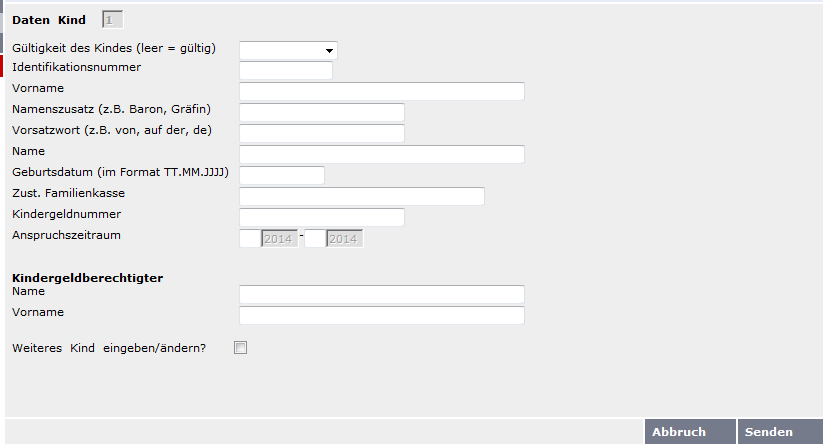 Daten Kind 1
Gültigkeit des Kindes (leer = gültig)
Identifikationsnummer
Vorname
Namenszusatz (z.B. Baron, Gräfin)
Vorsatzwort (z.B. von, auf der, de)
Name
Geburtsdatum (im Format TT.MM.JJJJ)
Zust. Familienkasse
Kindergeldnummer
Anspruchszeitraum 2014 - 2014
Kindergeldberechtigter
Name
Vorname
Weiteres Kind eingeben/ändern?
Abbruch Senden